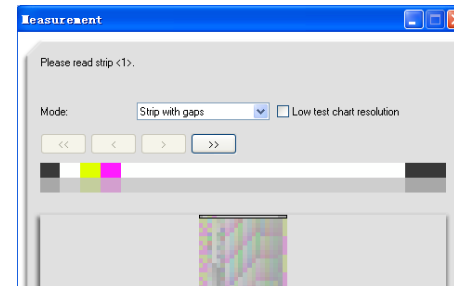 Measurement
Please read strip <1>.
Mode: Strip with gaps Low test chart resolution
<< < > >>